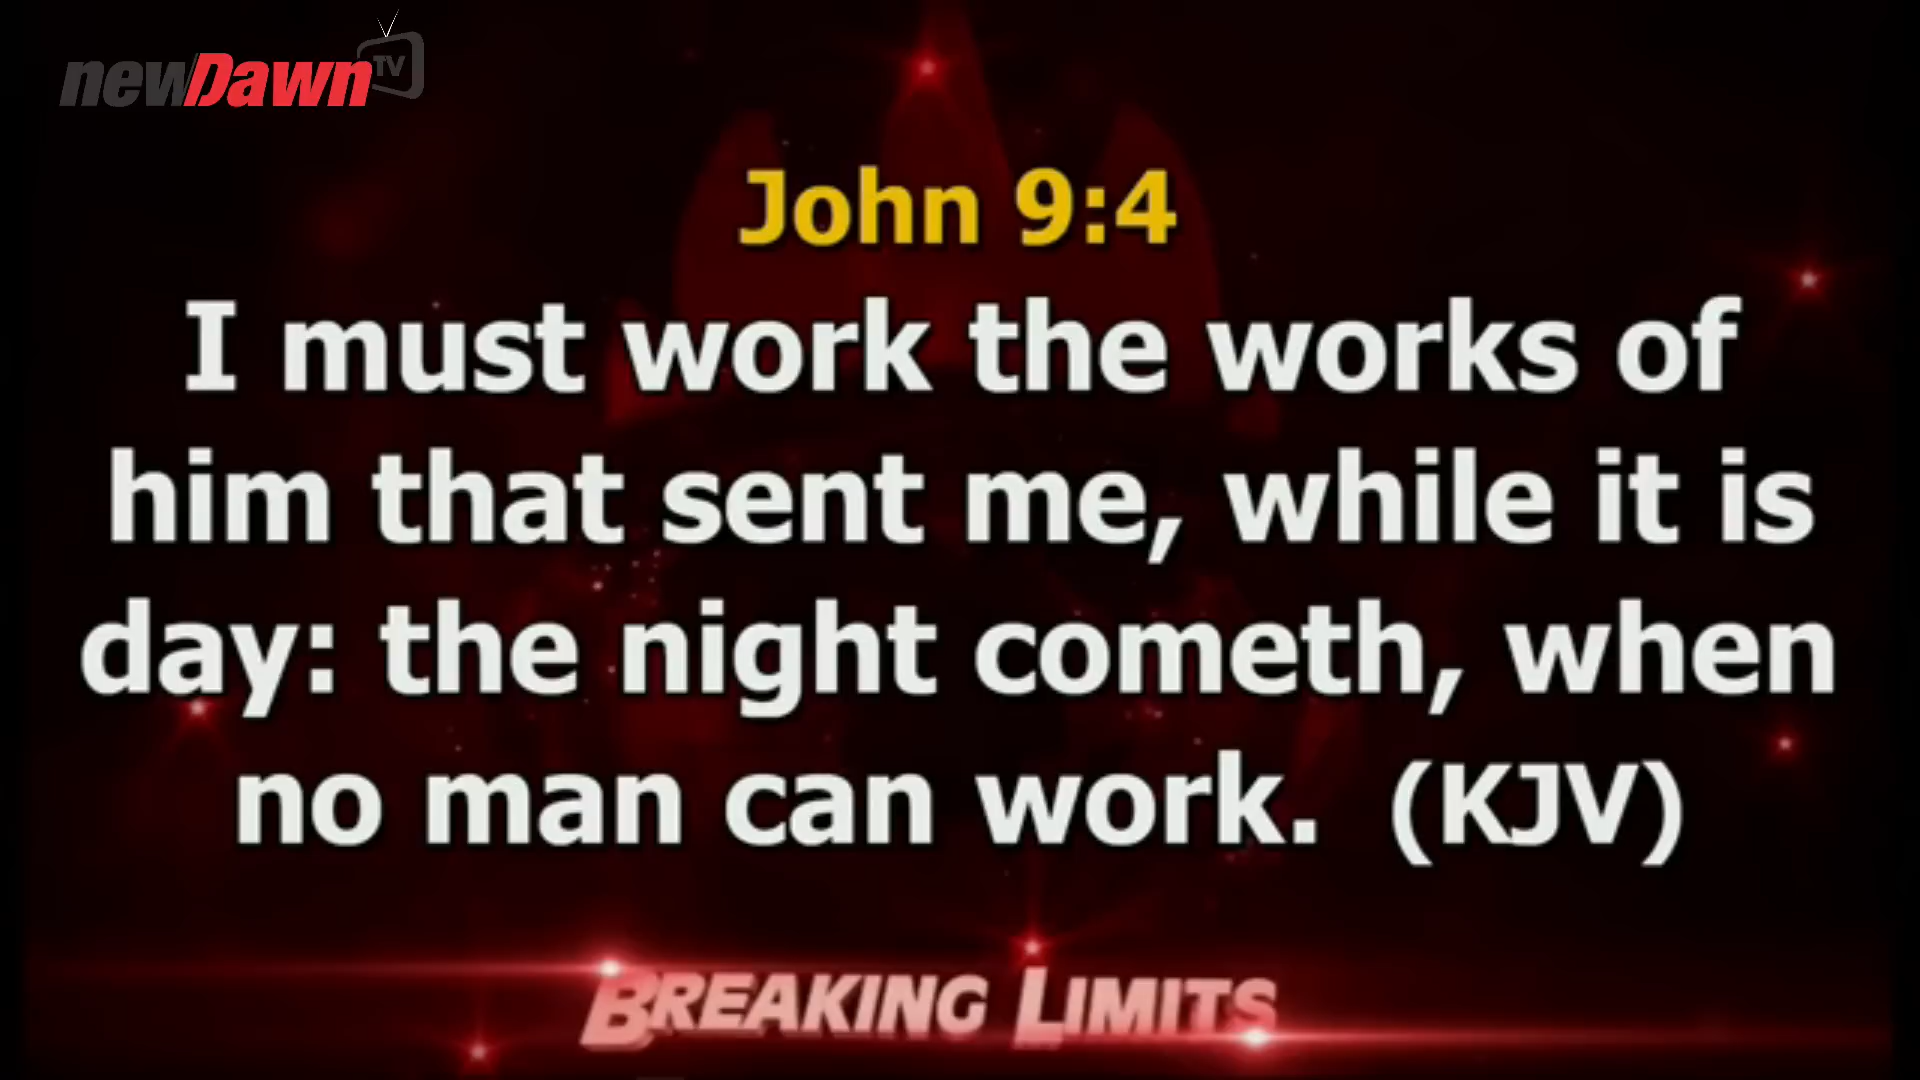 newDawn TV
John 9:4
I must work the works of
him that sent me, while it is
day: the night cometh, when
no man can work. (KJV)
BREAKING LIMITS